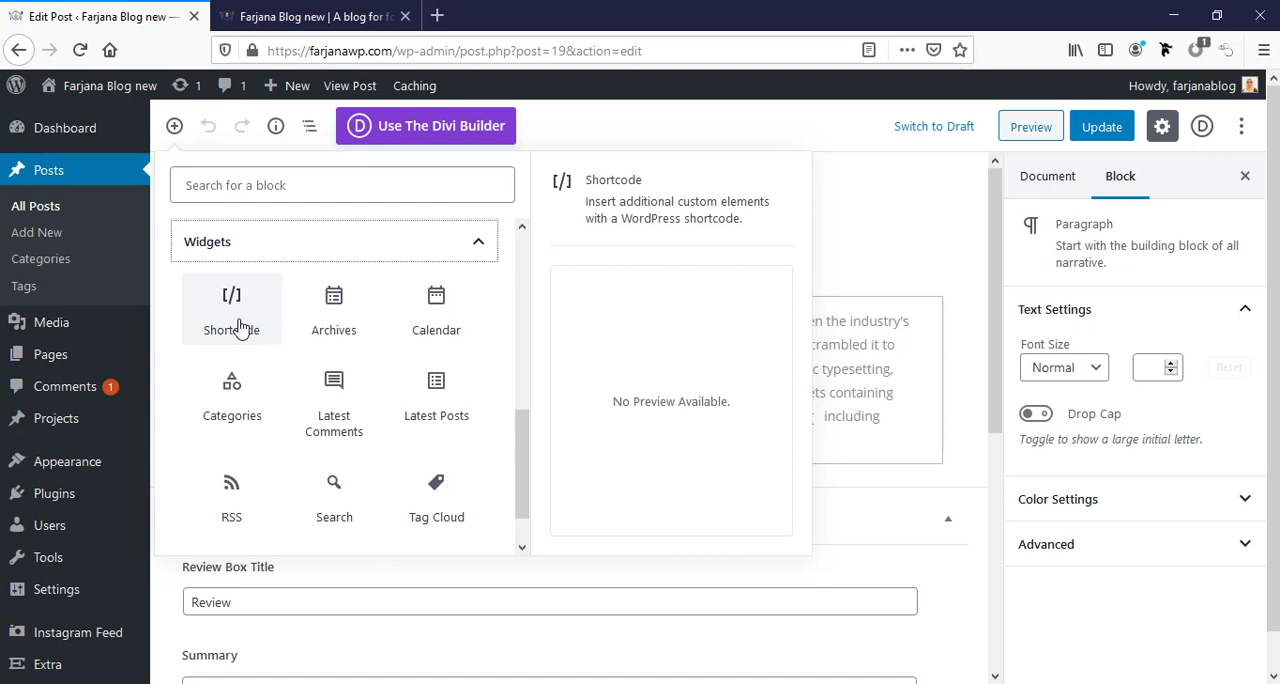 Edit Post ‹ Farjana Blog new —
Farjana Blog new | A blog for fo
https://farjanawp.com/wp-admin/post.php?post=19&action=edit
1
Farjana Blog new
1
1
New
View Post
Caching
Howdy, farjanablog
Dashboard
Posts
All Posts
Add New
Categories
Tags
Media
Pages
Comments
1
Projects
Appearance
Plugins
Users
Tools
Settings
Instagram Feed
Extra
D
Use The Divi Builder
Switch to Draft
Preview
Update
D
Search for a block
Widgets
[/]
Shortcode
Archives
Calendar
Categories
Latest
Comments
Latest Posts
RSS
Search
Tag Cloud
[/]
Shortcode
Insert additional custom elements
with a WordPress shortcode.
No Preview Available.
en the industry's
rambled it to
c typesetting,
ets containing
including
Review Box Title
Review
Summary
Document
Block
Paragraph
Start with the building block of all
narrative.
Text Settings
Font Size
Normal
Reset
Drop Cap
Toggle to show a large initial letter.
Color Settings
Advanced